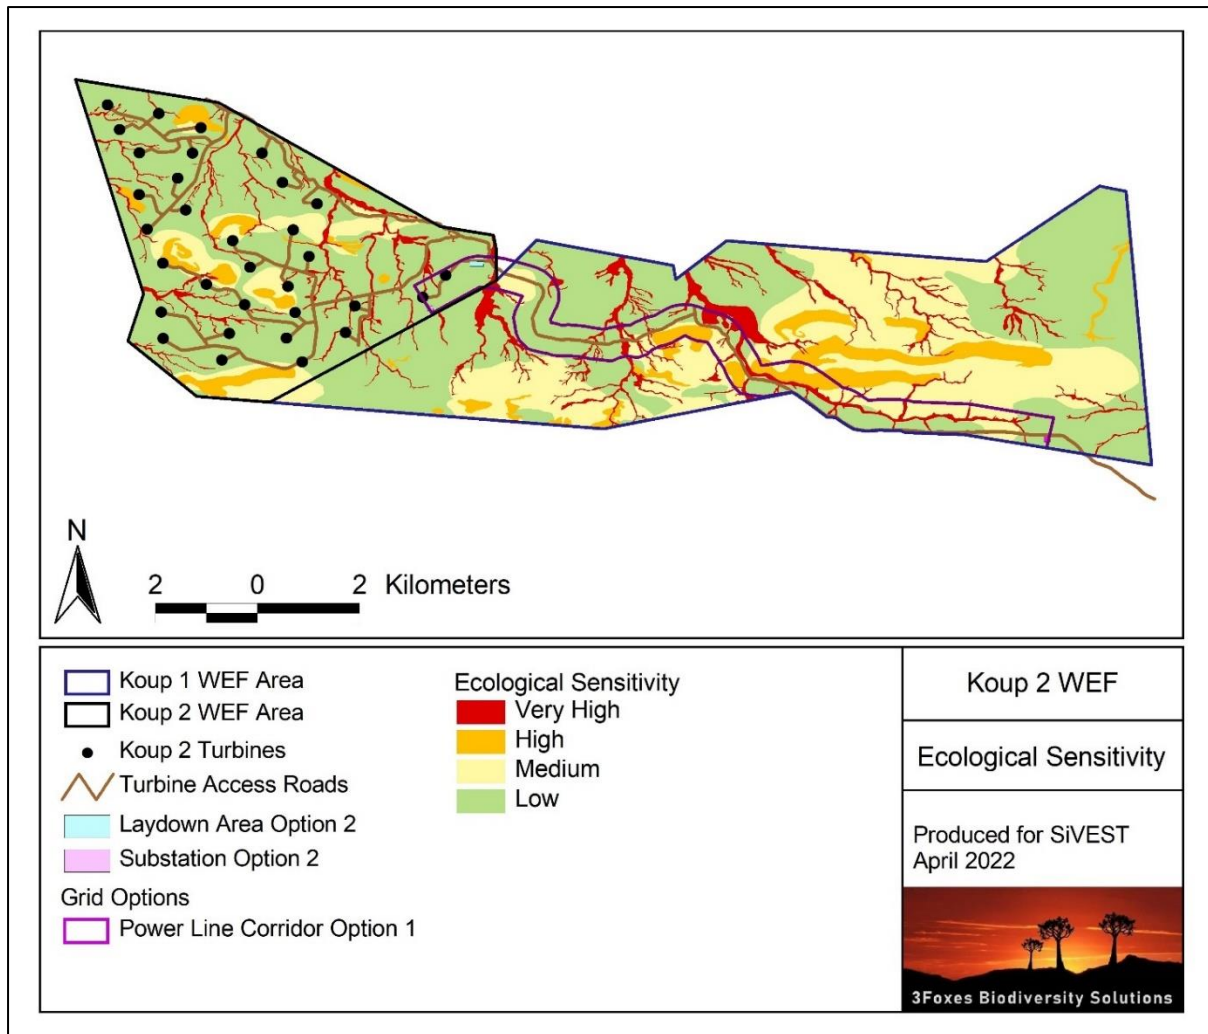 N
2 0 2 Kilometers
Koup 1 WEF Area
Koup 2 WEF Area
Koup 2 Turbines
Turbine Access Roads
Laydown Area Option 2
Substation Option 2
Grid Options
Power Line Corridor Option 1
Ecological Sensitivity
Very High
High
Medium
Low
Koup 2 WEF
Ecological Sensitivity
Produced for SiVEST
April 2022
3Foxes Biodiversity Solutions